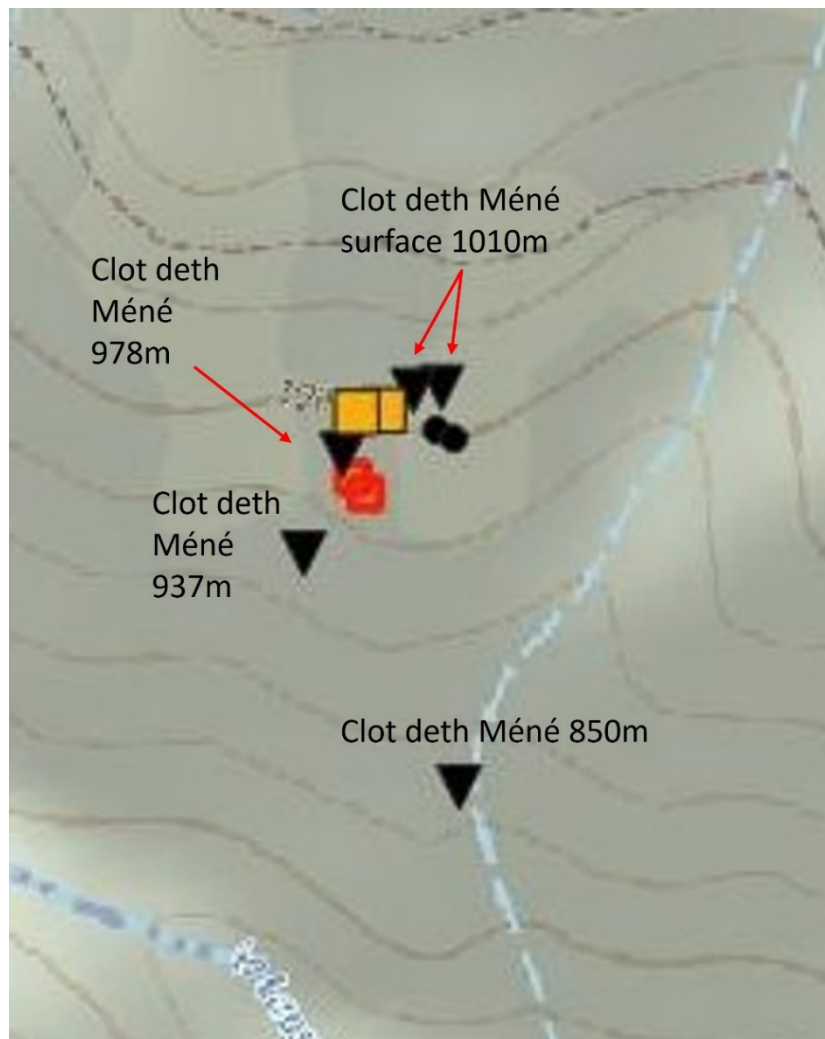 Clot deth Méné
surface 1010m
Clot deth
Méné
978m
Clot deth
Méné
937m
Clot deth Méné 850m